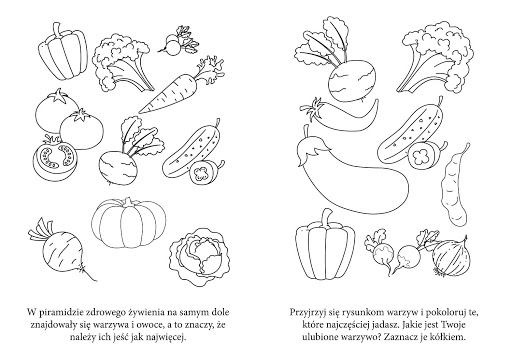 W piramidzie zdrowego żywienia na samym dole
znajdowały się warzywa i owoce, a to znaczy, że
należy ich jeść jak najwięcej.
Przyjrzyj się rysunkom warzyw i pokoloruj te,
które najczęściej jadasz. Jakie jest Twoje
ulubione warzywo? Zaznacz je kółkiem.